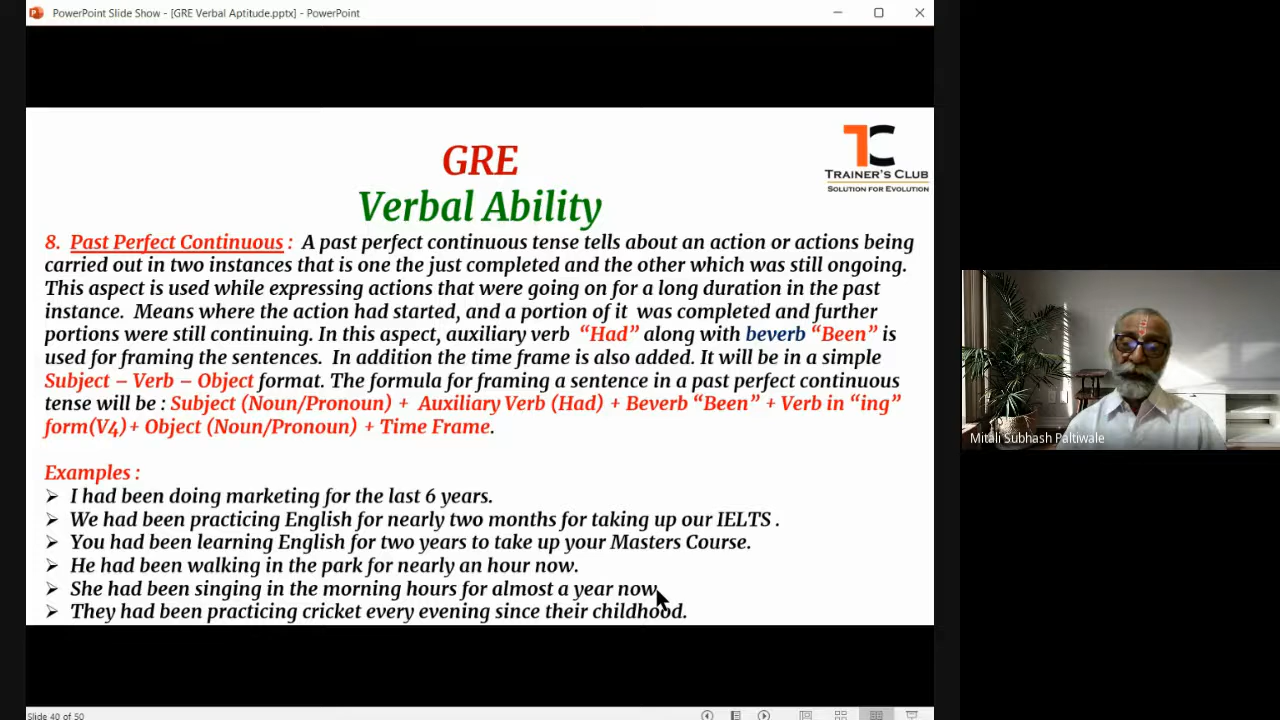 PowerPoint Slide Show - [GRE Verbal Aptitude.pptx] - PowerPoint
GRE
Verbal Ability
TC
TRAINER'S CLUB
SOLUTION FOR EVOLUTION
8. Past Perfect Continuous : A past perfect continuous tense tells about an action or actions being
carried out in two instances that is one the just completed and the other which was still ongoing.
This aspect is used while expressing actions that were going on for a long duration in the past
instance. Means where the action had started, and a portion of it was completed and further
portions were still continuing. In this aspect, auxiliary verb “Had” along with beverb “Been” is
used for framing the sentences. In addition the time frame is also added. It will be in a simple
Subject – Verb – Object format. The formula for framing a sentence in a past perfect continuous
tense will be : Subject (Noun/Pronoun) + Auxiliary Verb (Had) + Beverb “Been” + Verb in “ing”
form(V4)+ Object (Noun/Pronoun) + Time Frame.
Examples :
➢ I had been doing marketing for the last 6 years.
➢ We had been practicing English for nearly two months for taking up our IELTS .
➢ You had been learning English for two years to take up your Masters Course.
➢ He had been walking in the park for nearly an hour now.
➢ She had been singing in the morning hours for almost a year now
➢ They had been practicing cricket every evening since their childhood.
Mitali Subhash Paltiwale
Slide 40 of 50